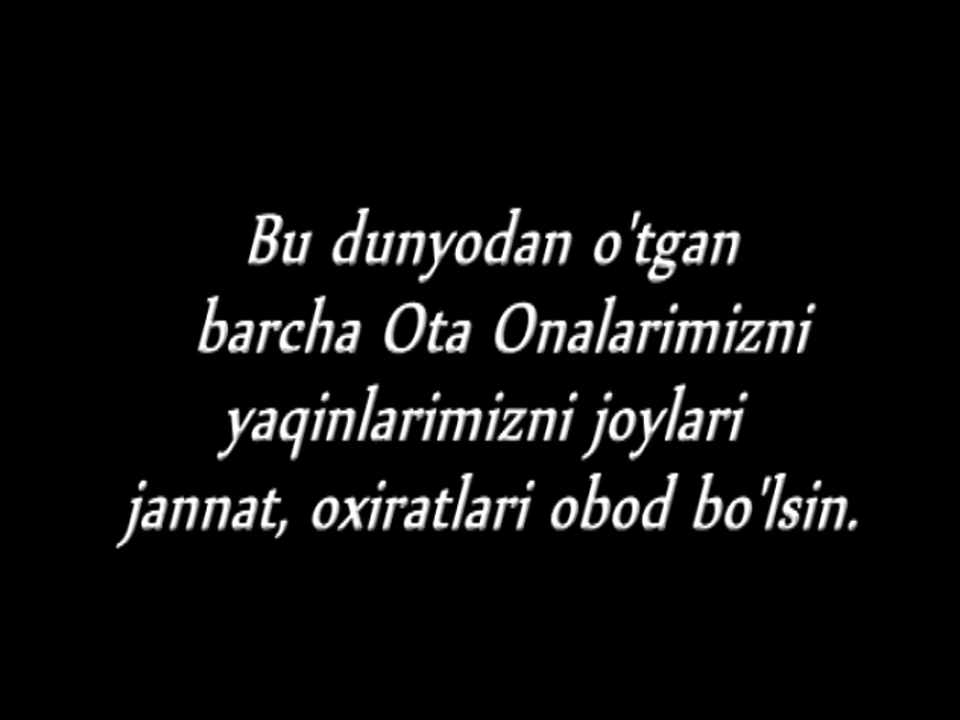 Bu dunyodan o'tgan
barcha Ota Onalarimizni
yaqinlarimizni joylari
jannat, oxiratlari obod bo'lsin.